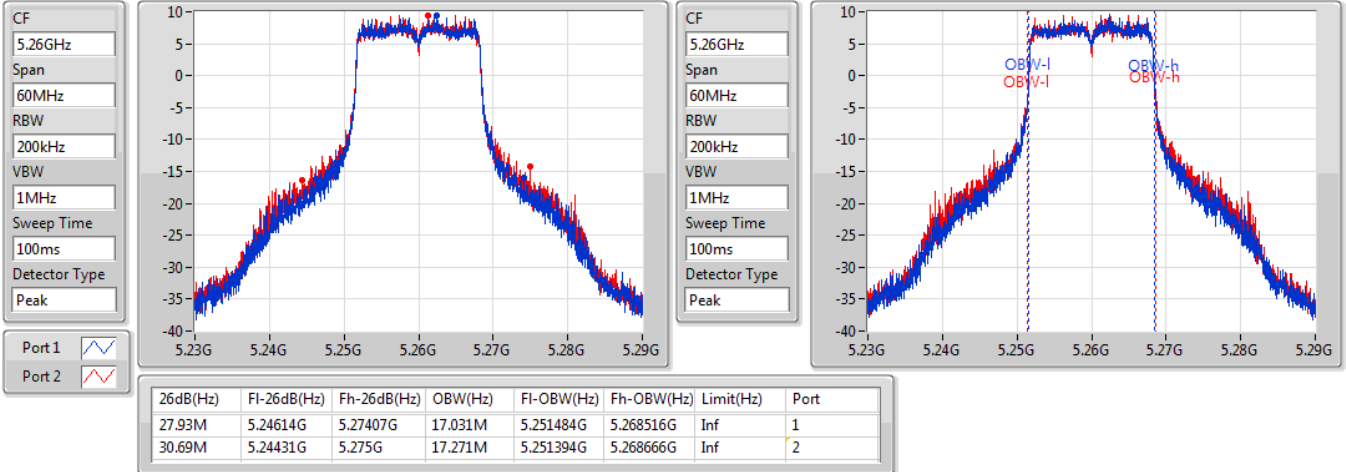 CF
5.26GHz
Span
60MHz
RBW
200kHz
VBW
1MHz
Sweep Time
100ms
Detector Type
Peak
Port 1
Port 2
10
5
0
-5
-10
-15
-20
-25
-30
-35
-40
5.23G 5.24G 5.25G 5.26G 5.27G 5.28G 5.29G
CF
5.26GHz
Span
60MHz
RBW
200kHz
VBW
1MHz
Sweep Time
100ms
Detector Type
Peak
10
5
0
-5
-10
-15
-20
-25
-30
-35
-40
OBW-l OBW-h
OBW-l OBW-h
5.23G 5.24G 5.25G 5.26G 5.27G 5.28G 5.29G
26dB(Hz) Fl-26dB(Hz) Fh-26dB(Hz) OBW(Hz) Fl-OBW(Hz) Fh-OBW(Hz) Limit(Hz) Port
27.93M 5.24614G 5.27407G 17.031M 5.251484G 5.268516G Inf 1
30.69M 5.24431G 5.275G 17.271M 5.251394G 5.268666G Inf 2